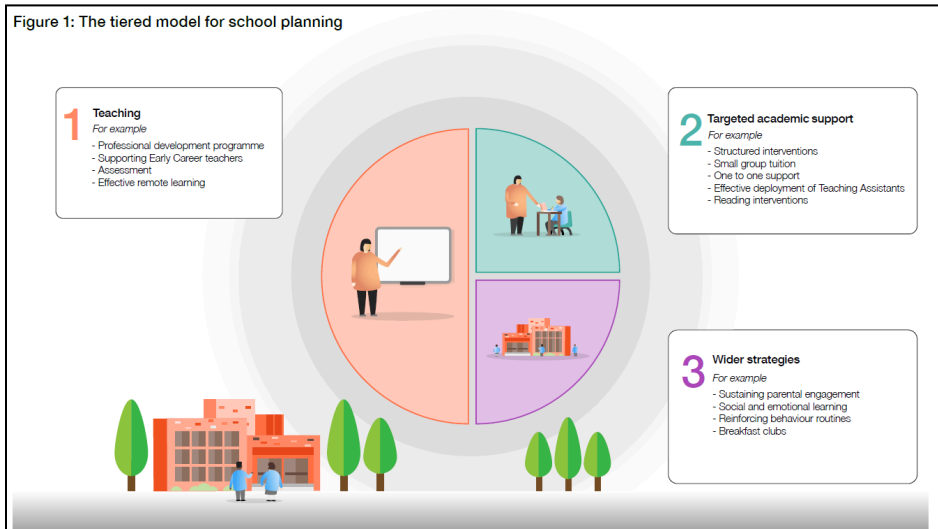 Figure 1: The tiered model for school planning
1
Teaching
For example
- Professional development programme
- Supporting Early Career teachers
- Assessment
- Effective remote learning
2
Targeted academic support
For example
- Structured interventions
- Small group tuition
- One to one support
- Effective deployment of Teaching Assistants
- Reading interventions
3
Wider strategies
For example
- Sustaining parental engagement
- Social and emotional learning
- Reinforcing behaviour routines
- Breakfast clubs